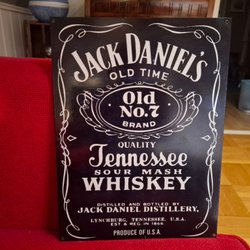 JACK DANIEL'S
OLD TIME
Old
No.7
BRAND
QUALITY
Tennessee
SOUR MASH
WHISKEY
DISTILLED AND BOTTLED BY
JACK DANIEL DISTILLERY,
LYNCHBURG, TENNESSEE, U.S.A.
EST & REG IN 1866
PRODUCE OF U.S.A.